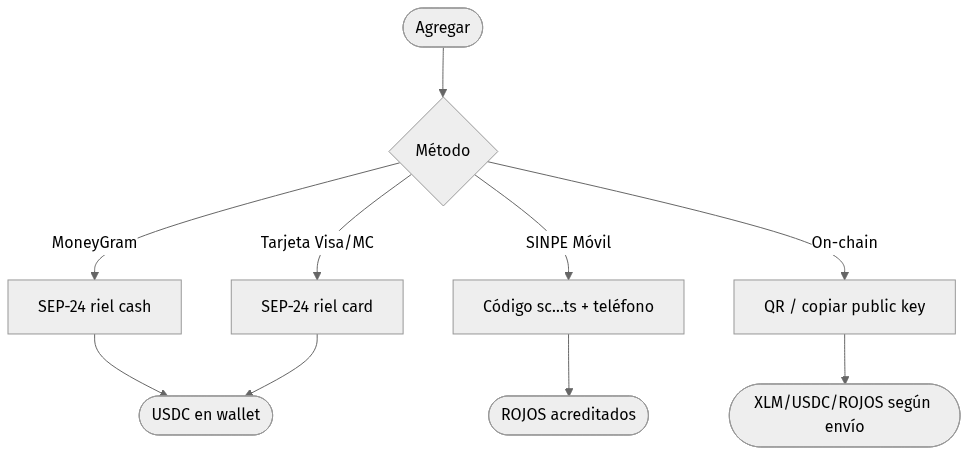 Agregar
Método
MoneyGram
Tarjeta Visa/MC
SINPE Móvil
On-chain
SEP-24 riel cash
SEP-24 riel card
Código sc...ts + teléfono
QR / copiar public key
USDC en wallet
ROJOS acreditados
XLM/USDC/ROJOS según
envío